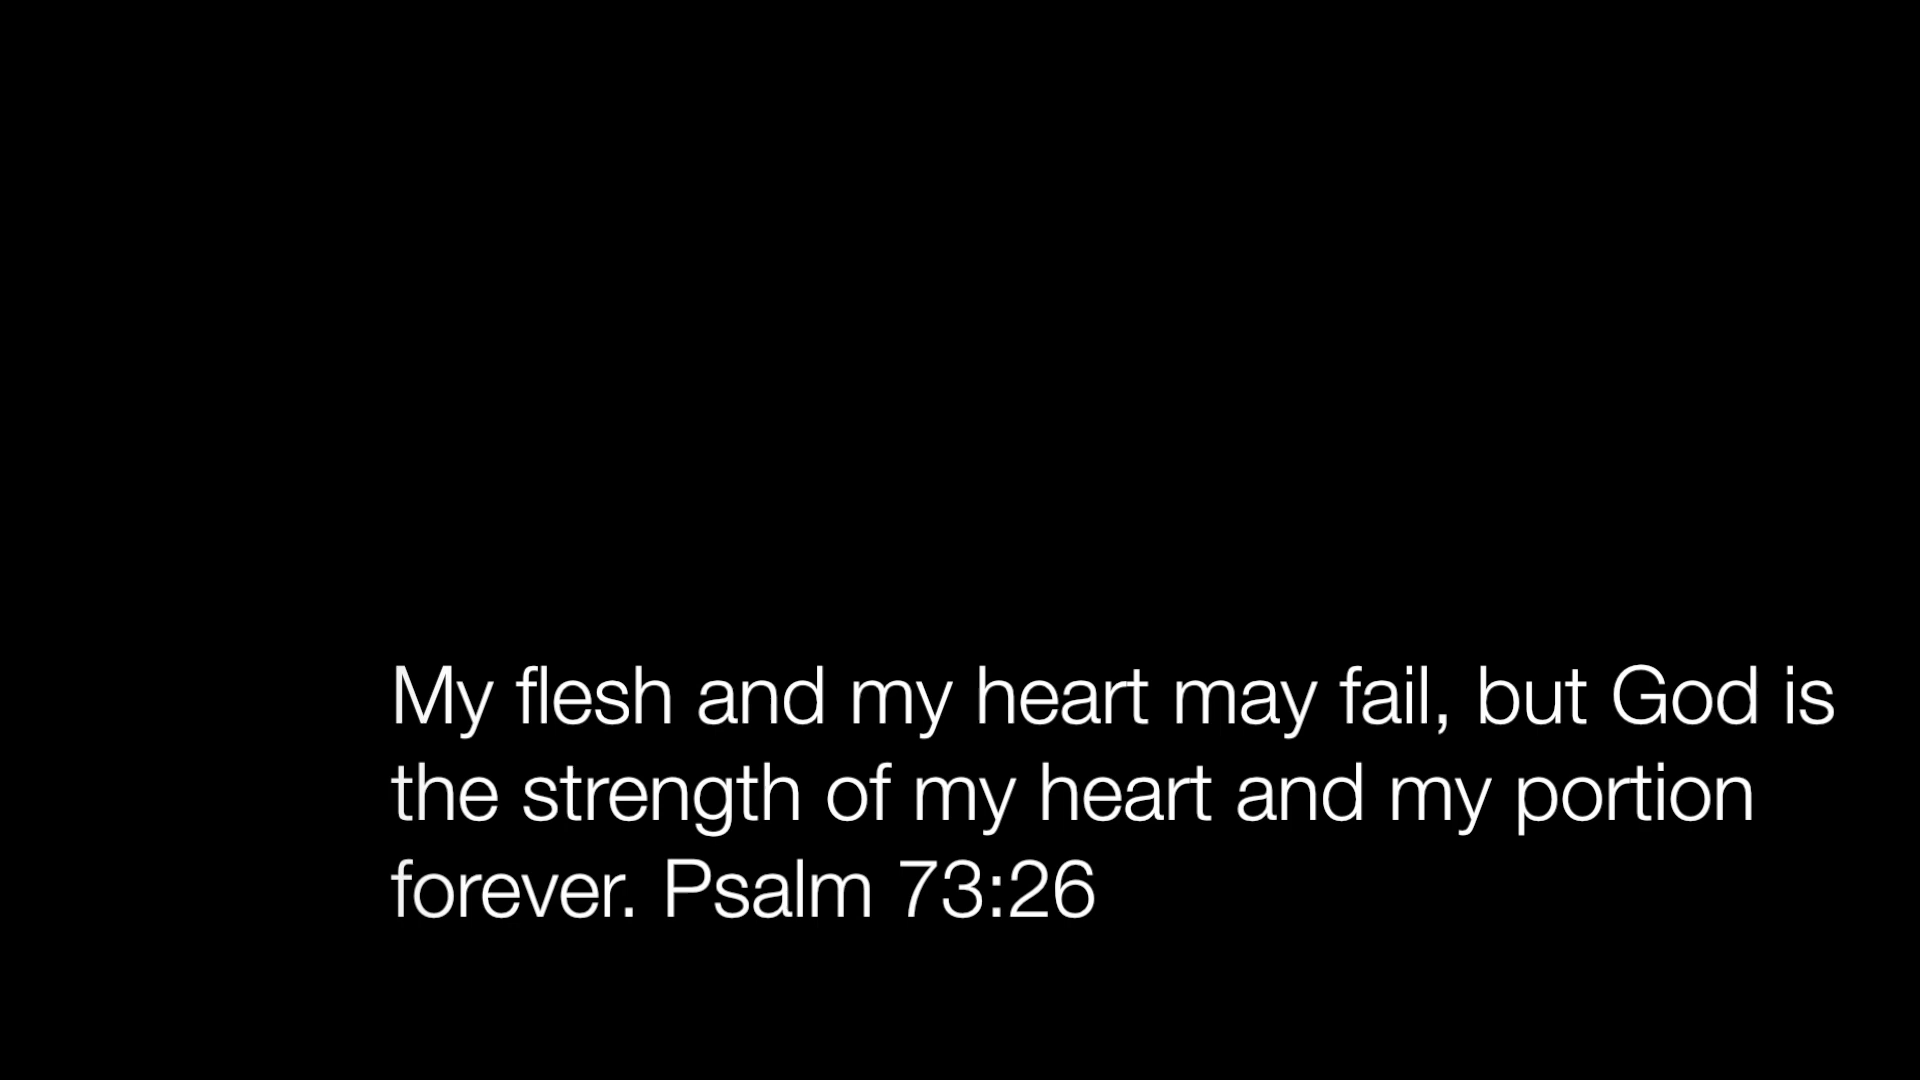 My flesh and my heart may fail, but God is
the strength of my heart and my portion
forever. Psalm 73:26